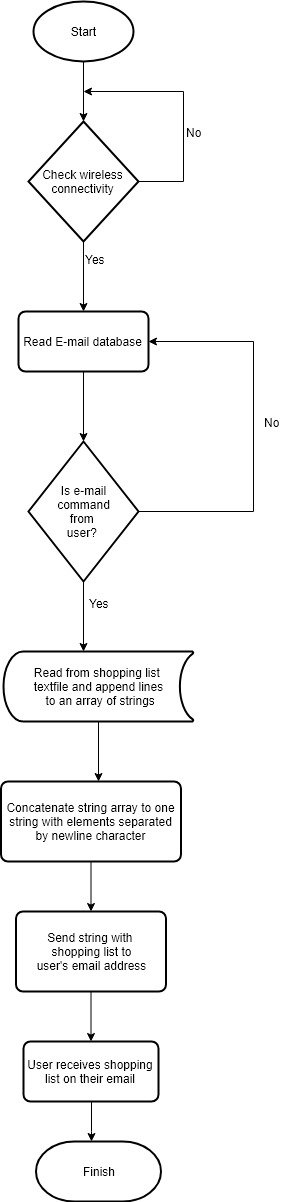 Start
No
Check wireless
connectivity
Yes
Read E-mail database
No
Is e-mail
command
from
user?
Yes
Read from shopping list
textfile and append lines
to an array of strings
Concatenate string array to one
string with elements separated
by newline character
Send string with
shopping list to
user's email address
User receives shopping
list on their email
Finish